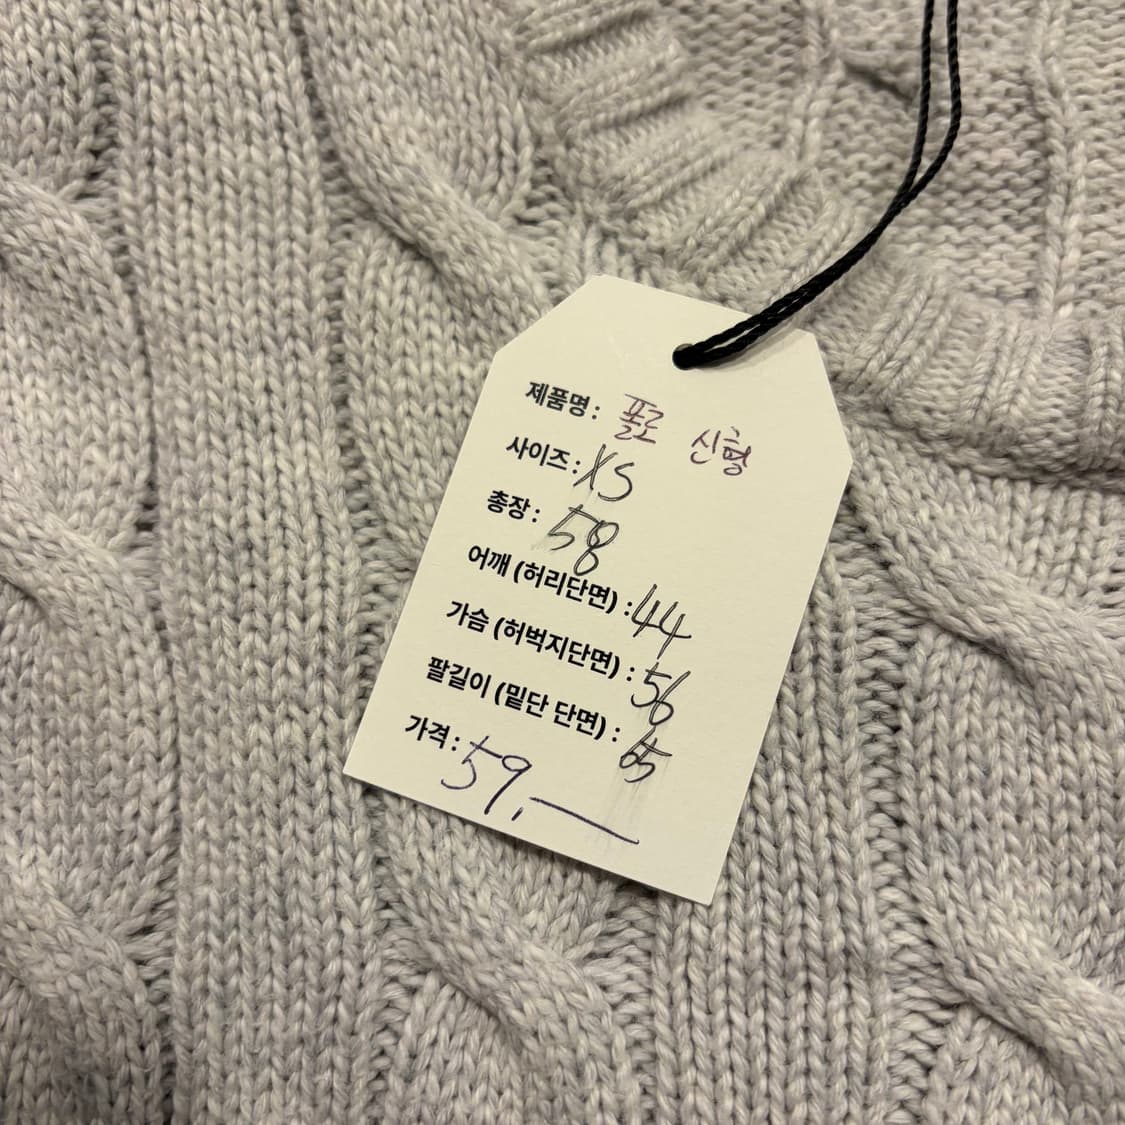 제품명 : 폴로 신형
사이즈 : XS
총장 : 58
어깨 (허리단면) : 44
가슴 (허벅지단면) : 56
팔길이 (밑단 단면) : 65
가격 : 59,—